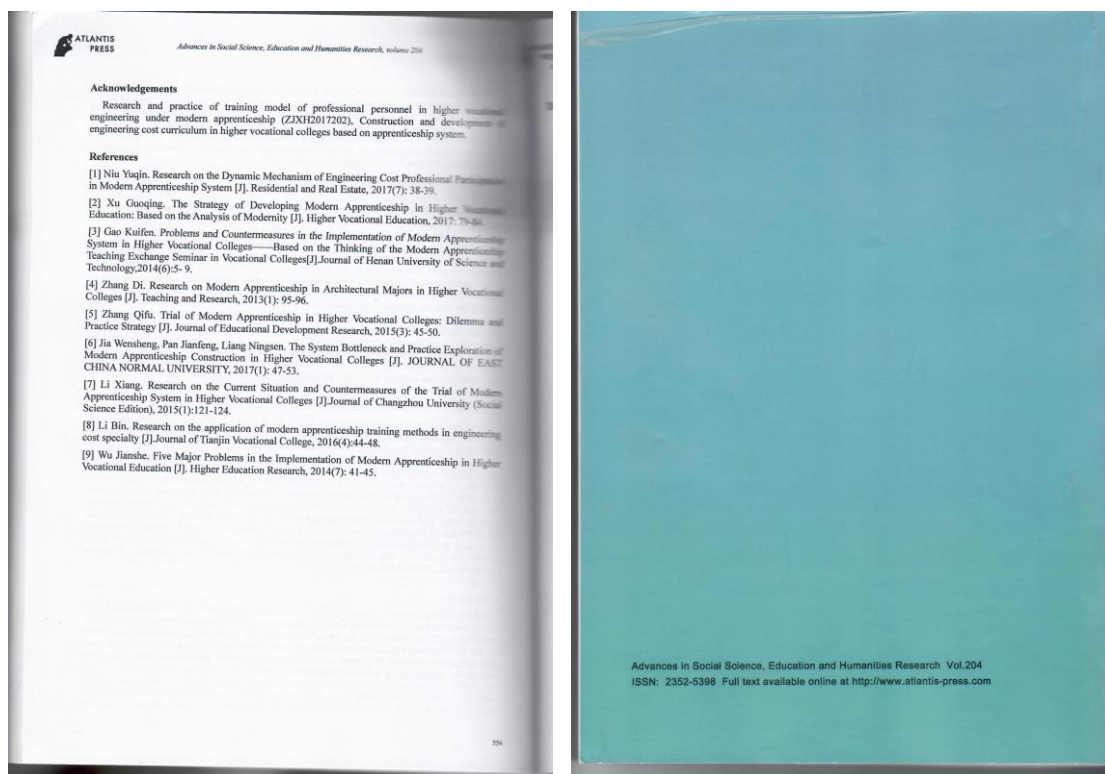 ATLANTIS
PRESS
Advances in Social Science, Education and Humanities Research, volume 204
Acknowledgements
Research and practice of training model of professional personnel in higher vocational
engineering under modern apprenticeship (ZJXH2017202), Construction and development of
engineering cost curriculum in higher vocational colleges based on apprenticeship system.
References
[1] Niu Yuqin. Research on the Dynamic Mechanism of Engineering Cost Professional Participation
in Modern Apprenticeship System [J]. Residential and Real Estate, 2017(7): 38-39.
[2] Xu Guoqing. The Strategy of Developing Modern Apprenticeship in Higher Vocational
Education: Based on the Analysis of Modernity [J]. Higher Vocational Education, 2017: 79-
[3] Gao Kuifen. Problems and Countermeasures in the Implementation of Modern Apprenticeship
System in Higher Vocational Colleges——Based on the Thinking of the Modern Apprenticeship
Teaching Exchange Seminar in Vocational Colleges[J].Journal of Henan University of Science and
Technology,2014(6):5- 9.
[4] Zhang Di. Research on Modern Apprenticeship in Architectural Majors in Higher Vocational
Colleges [J]. Teaching and Research, 2013(1): 95-96.
[5] Zhang Qifu. Trial of Modern Apprenticeship in Higher Vocational Colleges: Dilemma and
Practice Strategy [J]. Journal of Educational Development Research, 2015(3): 45-50.
[6] Jia Wensheng, Pan Jianfeng, Liang Ningsen. The System Bottleneck and Practice Exploration of
Modern Apprenticeship Construction in Higher Vocational Colleges [J]. JOURNAL OF EAST
CHINA NORMAL UNIVERSITY, 2017(1): 47-53.
[7] Li Xiang. Research on the Current Situation and Countermeasures of the Trial of Modern
Apprenticeship System in Higher Vocational Colleges [J].Journal of Changzhou University (Social
Science Edition), 2015(1):121-124.
[8] Li Bin. Research on the application of modern apprenticeship training methods in engineering
cost specialty [J].Journal of Tianjin Vocational College, 2016(4):44-48.
[9] Wu Jianshe. Five Major Problems in the Implementation of Modern Apprenticeship in Higher
Vocational Education [J]. Higher Education Research, 2014(7): 41-45.
554
Advances in Social Science, Education and Humanities Research Vol.204
ISSN: 2352-5398 Full text available online at http://www.atlantis-press.com